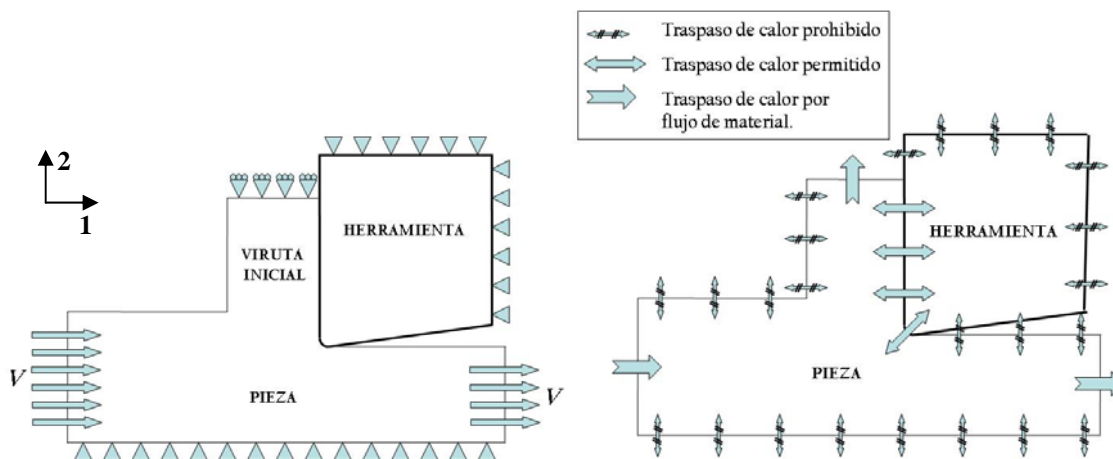 2
1
VIRUTA
INICIAL
HERRAMIENTA
V
PIEZA
V
Traspaso de calor prohibido
Traspaso de calor permitido
Traspaso de calor por
flujo de material.
HERRAMIENTA
PIEZA